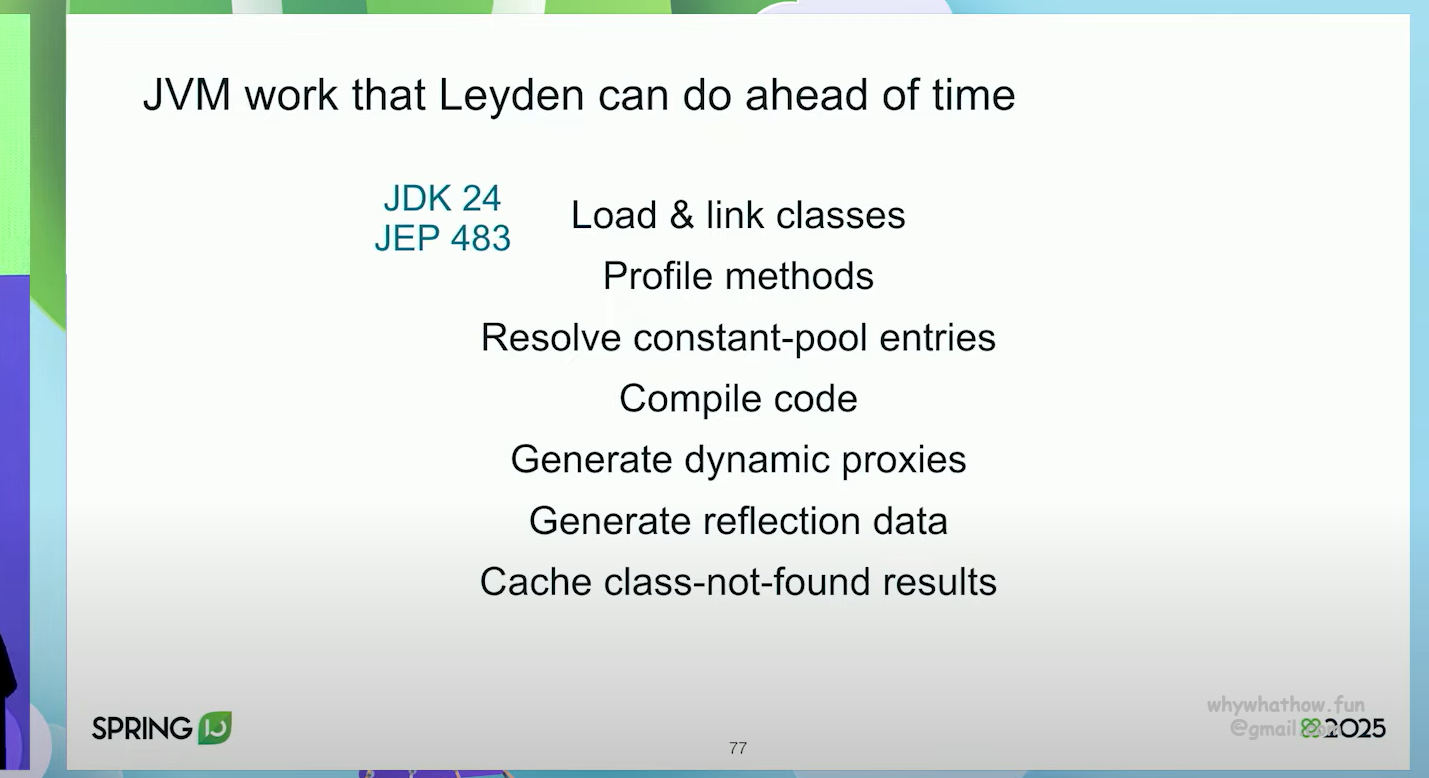 JVM work that Leyden can do ahead of time
JDK 24
JEP 483
Load & link classes
Profile methods
Resolve constant-pool entries
Compile code
Generate dynamic proxies
Generate reflection data
Cache class-not-found results
SPRING IO
77
whywhathow.fun
@gmail.com
2025